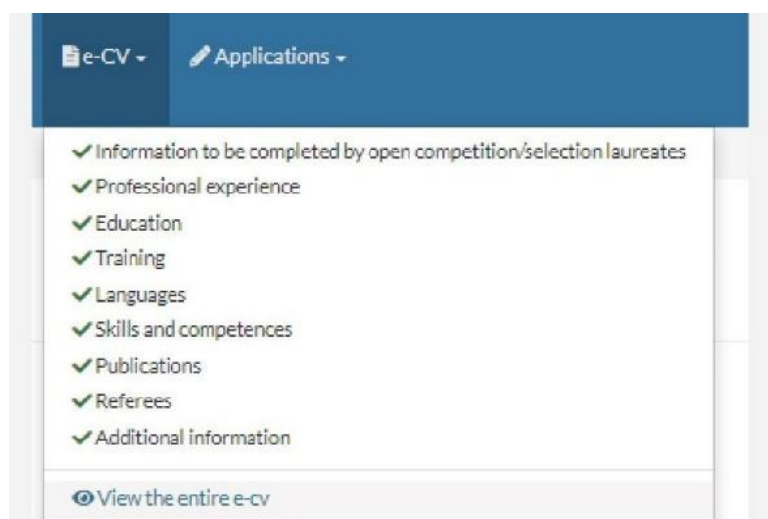 e-CV
Applications
Information to be completed by open competition/selection laureates
Professional experience
Education
Training
Languages
Skills and competences
Publications
Referees
Additional information
View the entire e-cv